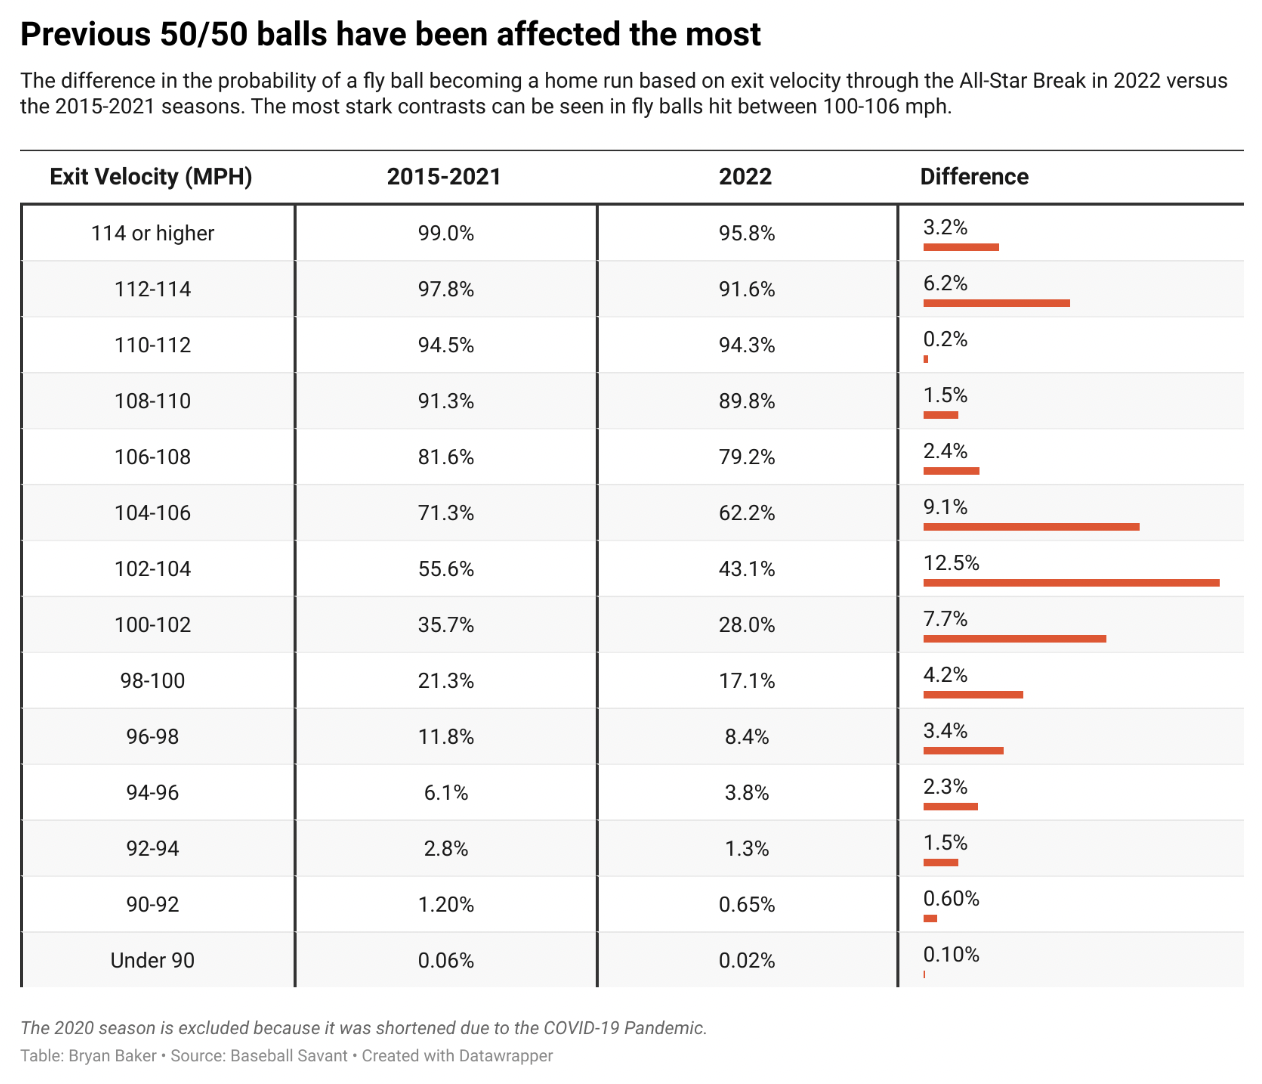 Previous 50/50 balls have been affected the most
The difference in the probability of a fly ball becoming a home run based on exit velocity through the All-Star Break in 2022 versus
the 2015-2021 seasons. The most stark contrasts can be seen in fly balls hit between 100-106 mph.
Exit Velocity (MPH) 2015-2021 2022 Difference
114 or higher 99.0% 95.8% 3.2%
112-114 97.8% 91.6% 6.2%
110-112 94.5% 94.3% 0.2%
108-110 91.3% 89.8% 1.5%
106-108 81.6% 79.2% 2.4%
104-106 71.3% 62.2% 9.1%
102-104 55.6% 43.1% 12.5%
100-102 35.7% 28.0% 7.7%
98-100 21.3% 17.1% 4.2%
96-98 11.8% 8.4% 3.4%
94-96 6.1% 3.8% 2.3%
92-94 2.8% 1.3% 1.5%
90-92 1.20% 0.65% 0.60%
Under 90 0.06% 0.02% 0.10%
The 2020 season is excluded because it was shortened due to the COVID-19 Pandemic.
Table: Bryan Baker • Source: Baseball Savant • Created with Datawrapper